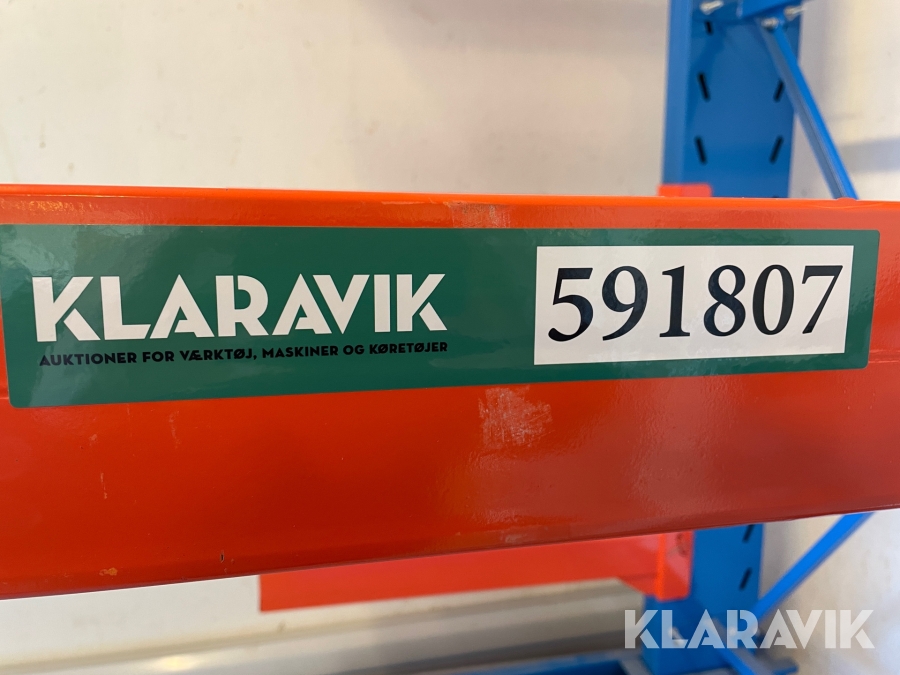 KLARAVIK
AUKTIONER FOR VÆRKTØJ, MASKINER OG KØRETØJER
591807
KLARAVIK